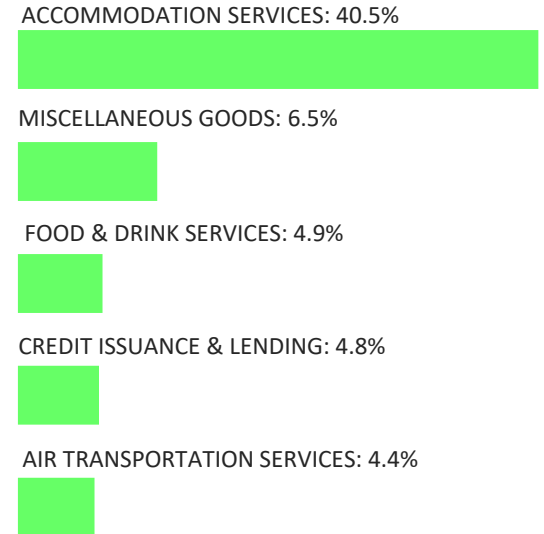 ACCOMMODATION SERVICES: 40.5%
MISCELLANEOUS GOODS: 6.5%
FOOD & DRINK SERVICES: 4.9%
CREDIT ISSUANCE & LENDING: 4.8%
AIR TRANSPORTATION SERVICES: 4.4%